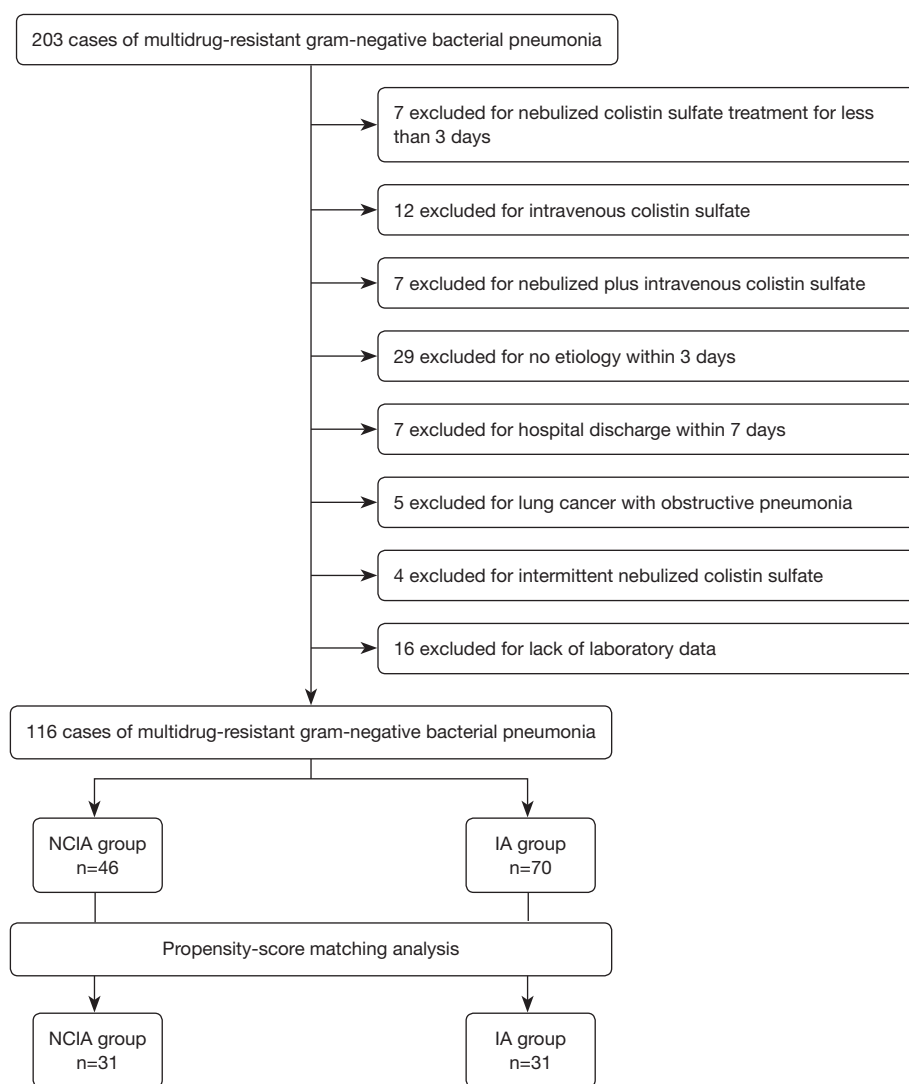 203 cases of multidrug-resistant gram-negative bacterial pneumonia
7 excluded for nebulized colistin sulfate treatment for less
than 3 days
12 excluded for intravenous colistin sulfate
7 excluded for nebulized plus intravenous colistin sulfate
29 excluded for no etiology within 3 days
7 excluded for hospital discharge within 7 days
5 excluded for lung cancer with obstructive pneumonia
4 excluded for intermittent nebulized colistin sulfate
16 excluded for lack of laboratory data
116 cases of multidrug-resistant gram-negative bacterial pneumonia
NCIA group
n=46
IA group
n=70
Propensity-score matching analysis
NCIA group
n=31
IA group
n=31